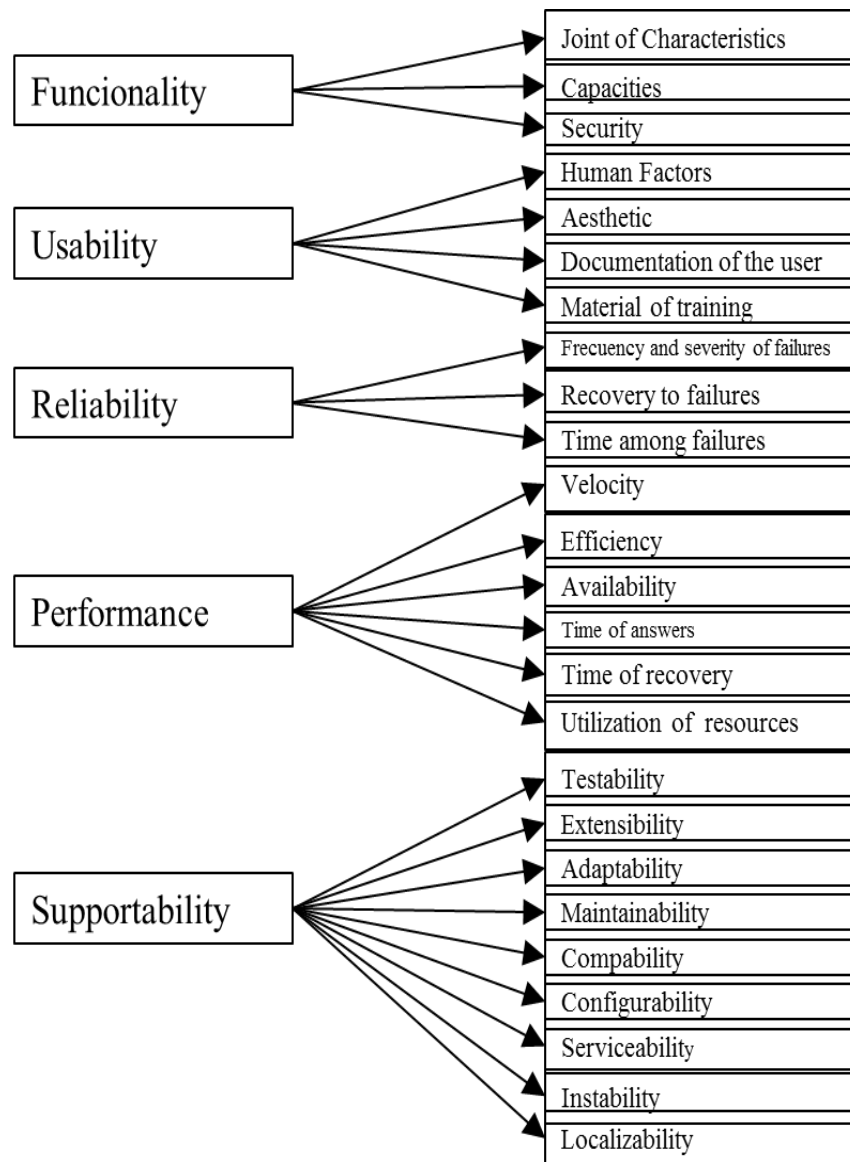 Funcionality
Joint of Characteristics
Capacities
Security
Usability
Human Factors
Aesthetic
Documentation of the user
Material of training
Reliability
Frecuency and severity of failures
Recovery to failures
Time among failures
Performance
Velocity
Efficiency
Availability
Time of answers
Time of recovery
Utilization of resources
Supportability
Testability
Extensibility
Adaptability
Maintainability
Compability
Configurability
Serviceability
Instability
Localizability